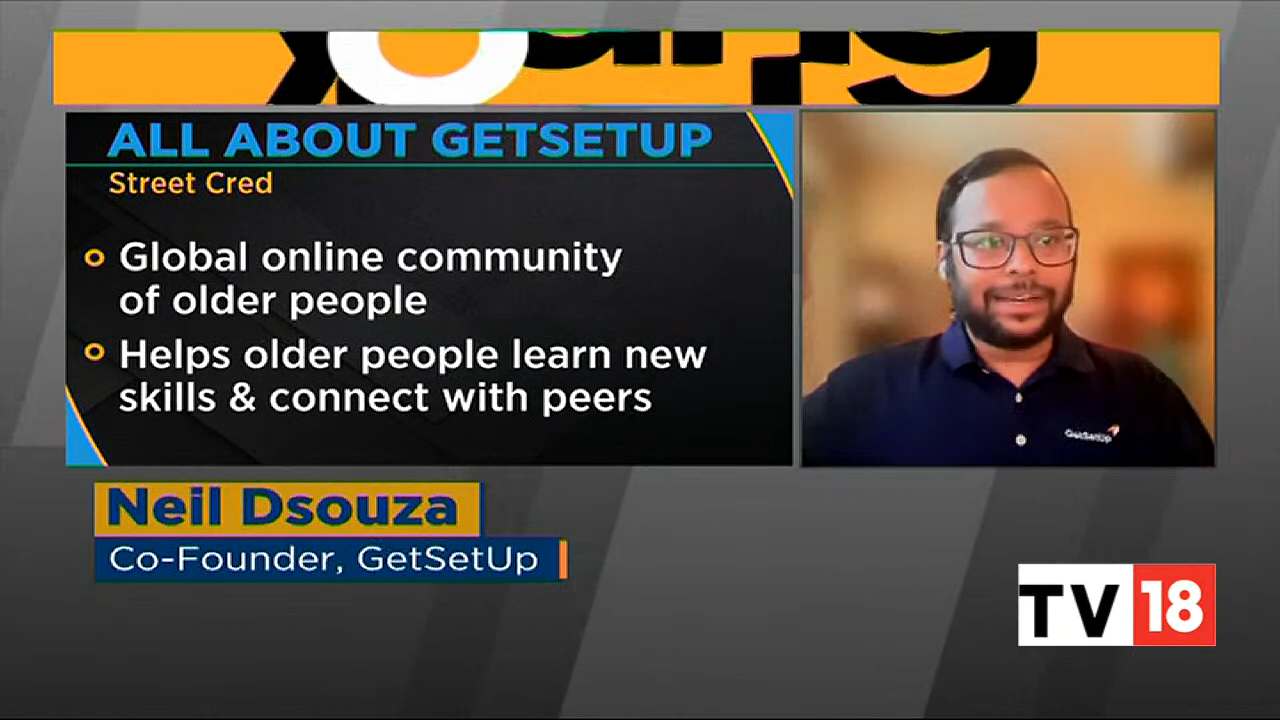 ALL ABOUT GETSETUP
Street Cred
Global online community
of older people
Helps older people learn new
skills & connect with peers
GetSetUp
Neil Dsouza
Co-Founder, GetSetUp
TV18